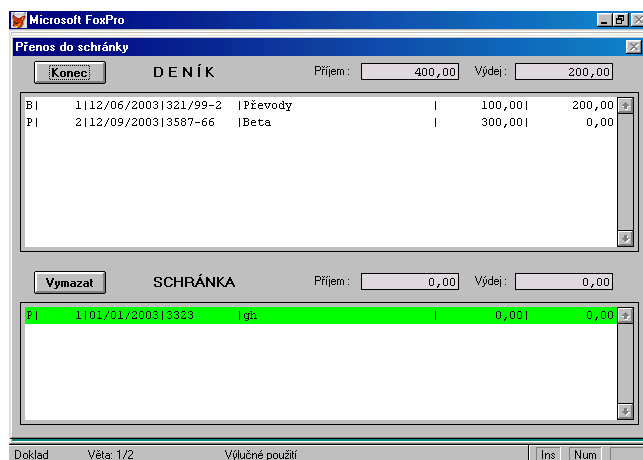 Microsoft FoxPro
Přenos do schránky
Konec DENÍK Příjem : 400,00 Výdej : 200,00
B| 1|12/06/2003|321/99-2 |Převody | 100,00| 200,00
P| 2|12/09/2003|3587-66 |Beta | 300,00| 0,00
Vymazat SCHRÁNKA Příjem : 0,00 Výdej : 0,00
P| 1|01/01/2003|3323 |gh | 0,00| 0,00
Doklad Věta: 1/2 Výlučné použití Ins Num